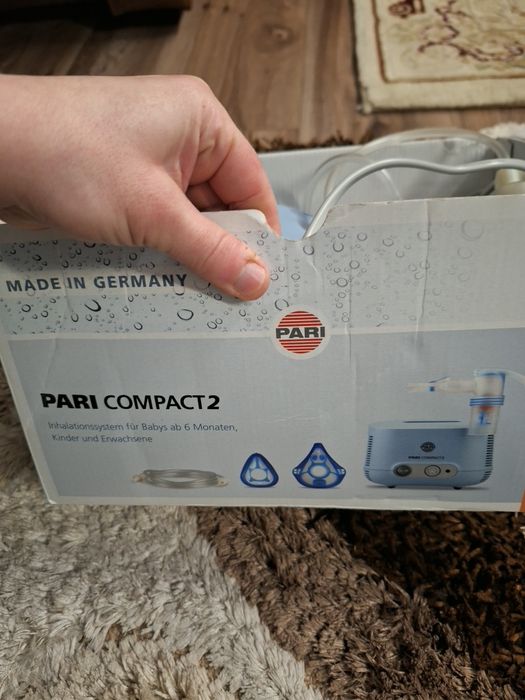 MADE IN GERMANY
PARI
PARI COMPACT2
Inhalationssystem für Babys ab 6 Monaten,
Kinder und Erwachsene
PARI COMPACT2